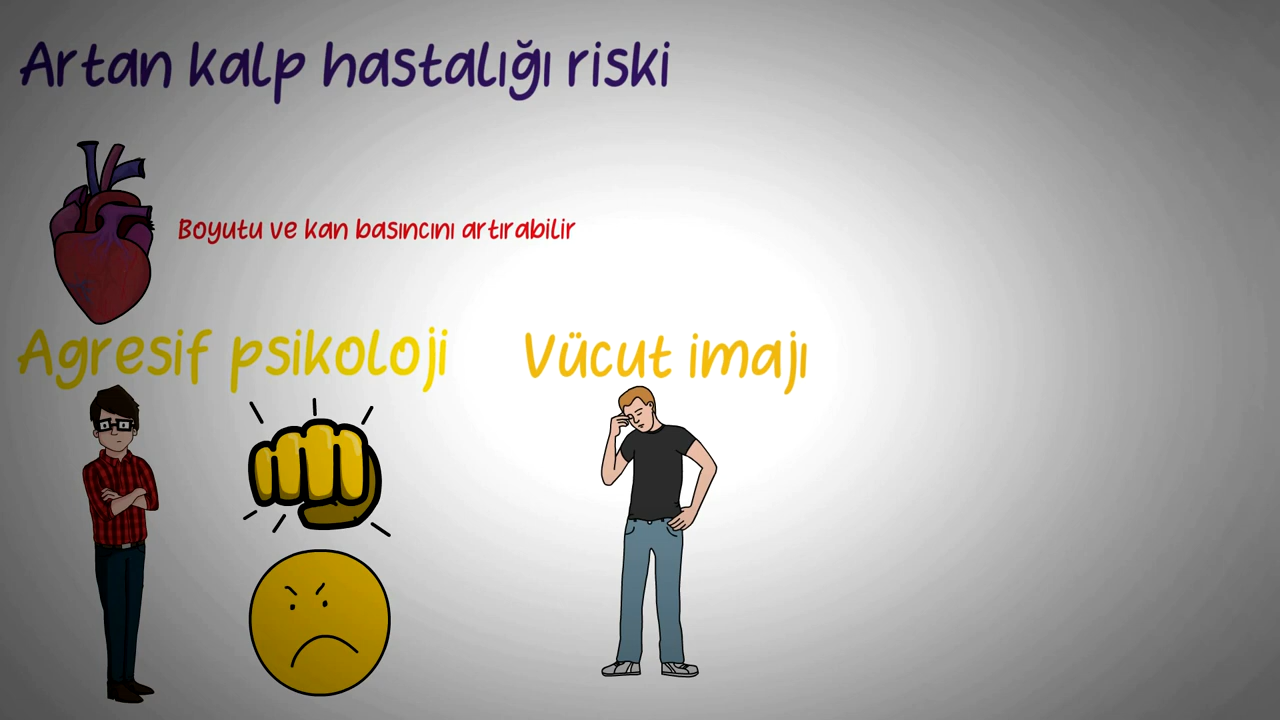 Artan kalp hastalığı riski
Boyutu ve kan basıncını artırabilir
Agresif psikoloji
Vücut imajı